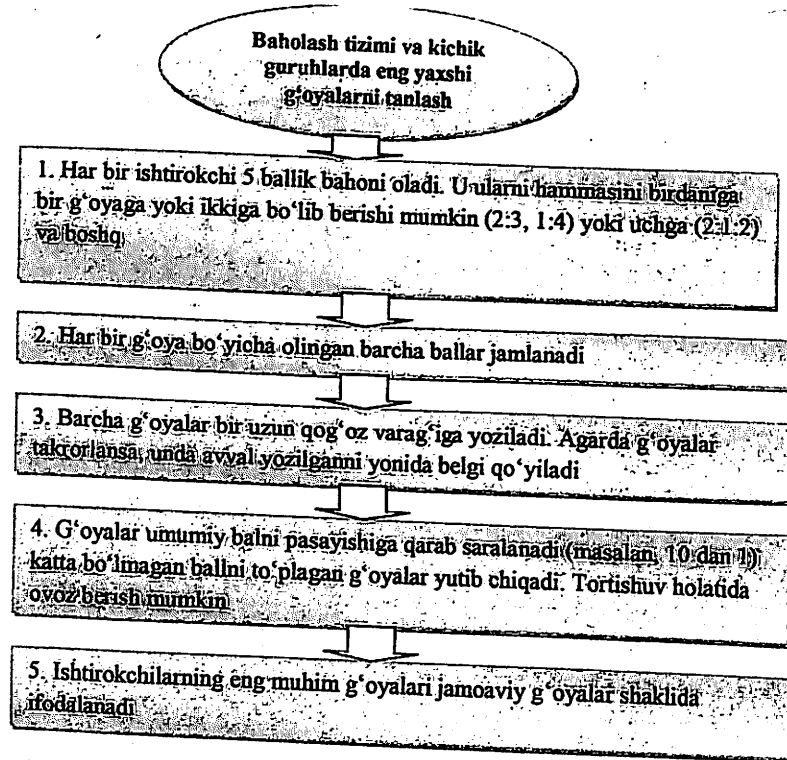 Baholash tizimi va kichik
guruhlarda eng yaxshi
g‘oyalarni tanlash
1. Har bir ishtirokchi 5 ballik bahoni oladi. U ularni hammasini birdaniga
bir g‘oyaga yoki ikkiga bo‘lib berishi mumkin (2:3, 1:4) yoki uchga (2:1:2)
va boshq.
2. Har bir g‘oya bo‘yicha olingan barcha ballar jamlanadi
3. Barcha g‘oyalar bir uzun qog‘oz varag‘iga yoziladi. Agarda g‘oyalar
takrorlansa, unda avval yozilganni yonida belgi qo‘yiladi
4. G‘oyalar umumiy balni pasayishiga qarab saralanadi (masalan, 10 dan 1)
katta bo‘lmagan ballni to‘plagan g‘oyalar yutib chiqadi. Tortishuv holatida
ovoz berish mumkin
5. Ishtirokchilarning eng muhim g‘oyalari jamoaviy g‘oyalar shaklida
ifodalanadi